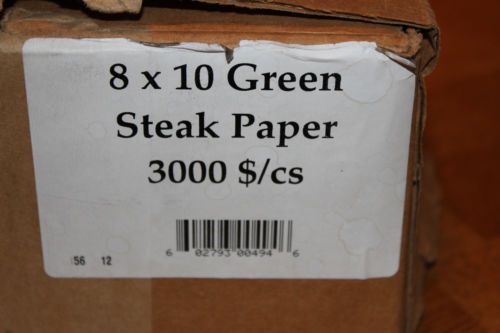 8 x 10 Green
Steak Paper
3000 $/cs
6 02793 00494 6
56 12